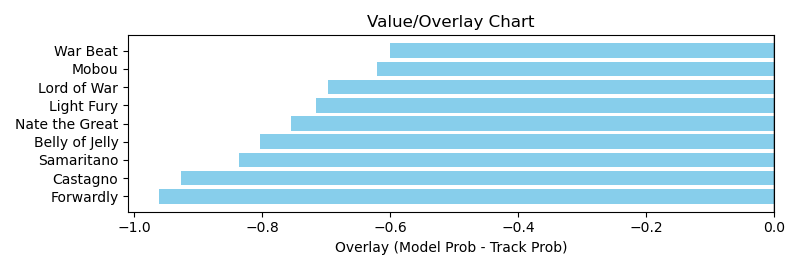 Value/Overlay Chart
War Beat
Mobou
Lord of War
Light Fury
Nate the Great
Belly of Jelly
Samaritano
Castagno
Forwardly
−1.0 −0.8 −0.6 −0.4 −0.2 0.0
Overlay (Model Prob - Track Prob)